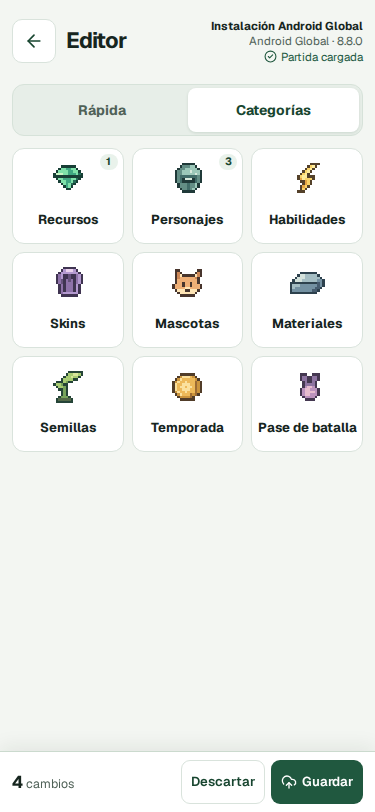 Editor
Instalación Android Global
Android Global · 8.8.0
Partida cargada
Rápida
Categorías
1
Recursos
3
Personajes
Habilidades
Skins
Mascotas
Materiales
Semillas
Temporada
Pase de batalla
4 cambios
Descartar
Guardar